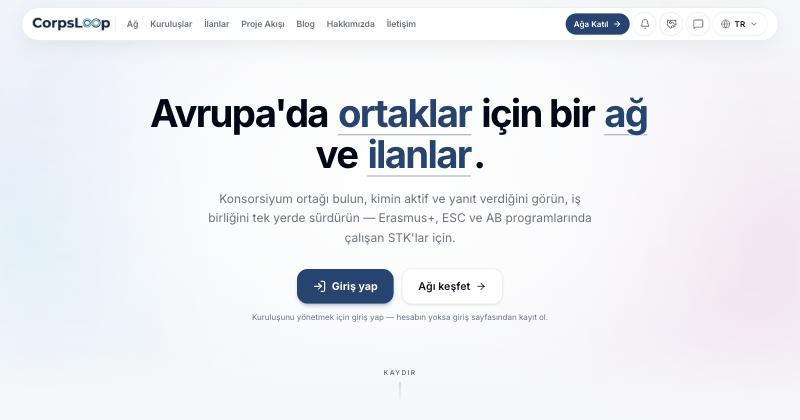 CorpsLoop Ağ Kuruluşlar İlanlar Proje Akışı Blog Hakkımızda İletişim Ağa Katıl → TR
Avrupa'da ortaklar için bir ağ
ve ilanlar.
Konsorsiyum ortağı bulun, kimin aktif ve yanıt verdiğini görün, iş
birliğini tek yerde sürdürün — Erasmus+, ESC ve AB programlarında
çalışan STK'lar için.
Giriş yap Ağı keşfet →
Kuruluşunu yönetmek için giriş yap — hesabın yoksa giriş sayfasından kayıt ol.
KAYDIR